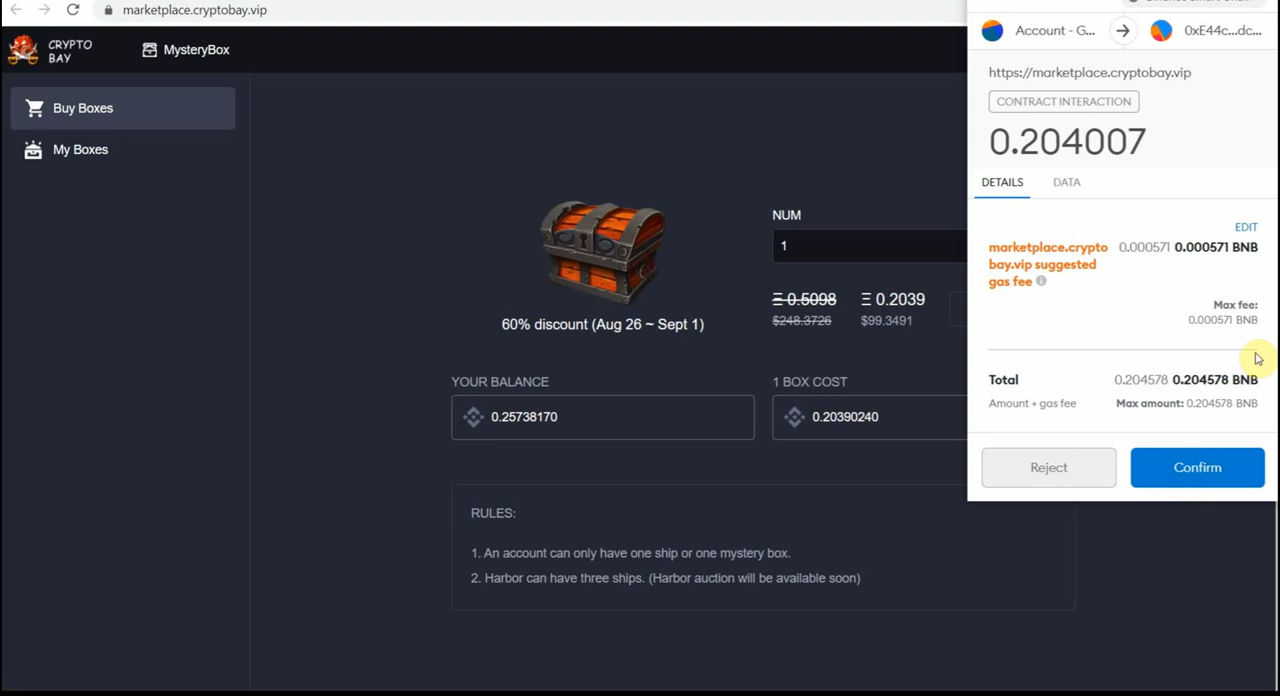 marketplace.cryptobay.vip
CRYPTO
BAY
MysteryBox
Buy Boxes
My Boxes
60% discount (Aug 26 ~ Sept 1)
NUM
1
Ξ 0.5098 Ξ 0.2039
$248.3726 $99.3491
YOUR BALANCE
0.25738170
1 BOX COST
0.20390240
RULES:
1. An account can only have one ship or one mystery box.
2. Harbor can have three ships. (Harbor auction will be available soon)
Account - G... 0xE44c...dc...
https://marketplace.cryptobay.vip
CONTRACT INTERACTION
0.204007
DETAILS DATA
EDIT
marketplace.crypto 0.000571 0.000571 BNB
bay.vip suggested
gas fee
Max fee:
0.000571 BNB
Total 0.204578 0.204578 BNB
Amount + gas fee Max amount: 0.204578 BNB
Reject Confirm